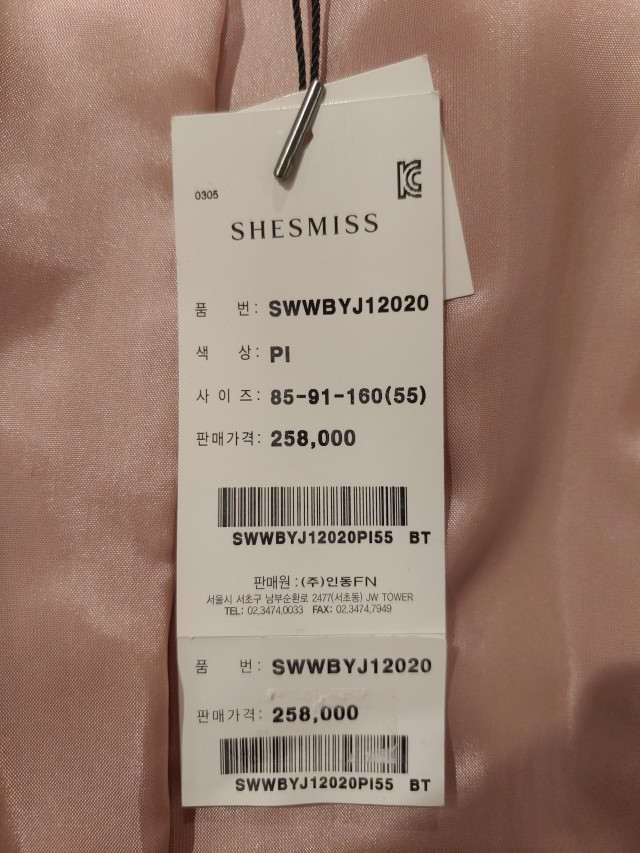 0305
SHESMISS
품 번: SWWBYJ12020
색 상: PI
사 이 즈: 85-91-160(55)
판매가격: 258,000
SWWBYJ12020PI55 BT
판매원 : (주)인동FN
서울시 서초구 남부순환로 2477(서초동) JW TOWER
TEL: 02.3474.0033 FAX: 02.3474.7949
품 번: SWWBYJ12020
판매가격: 258,000
SWWBYJ12020PI55 BT